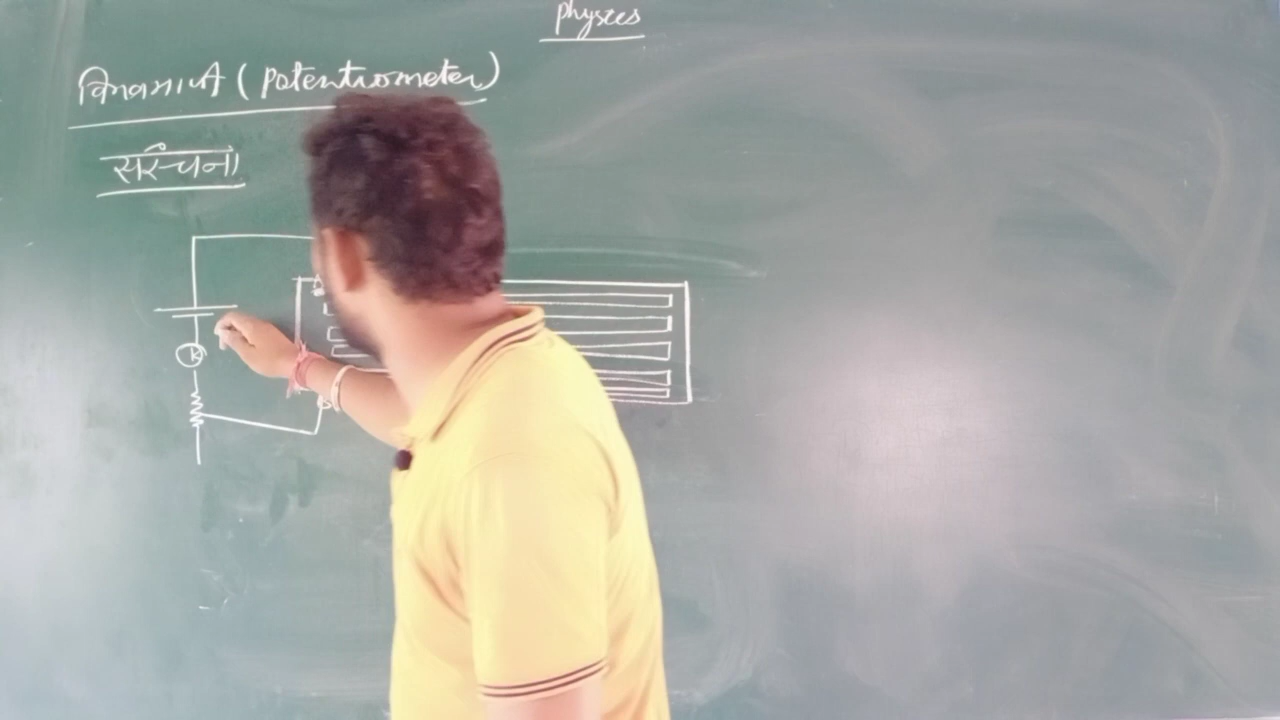 Physics
विभवमापी (Potentiometer)
संरचना
K
A
B